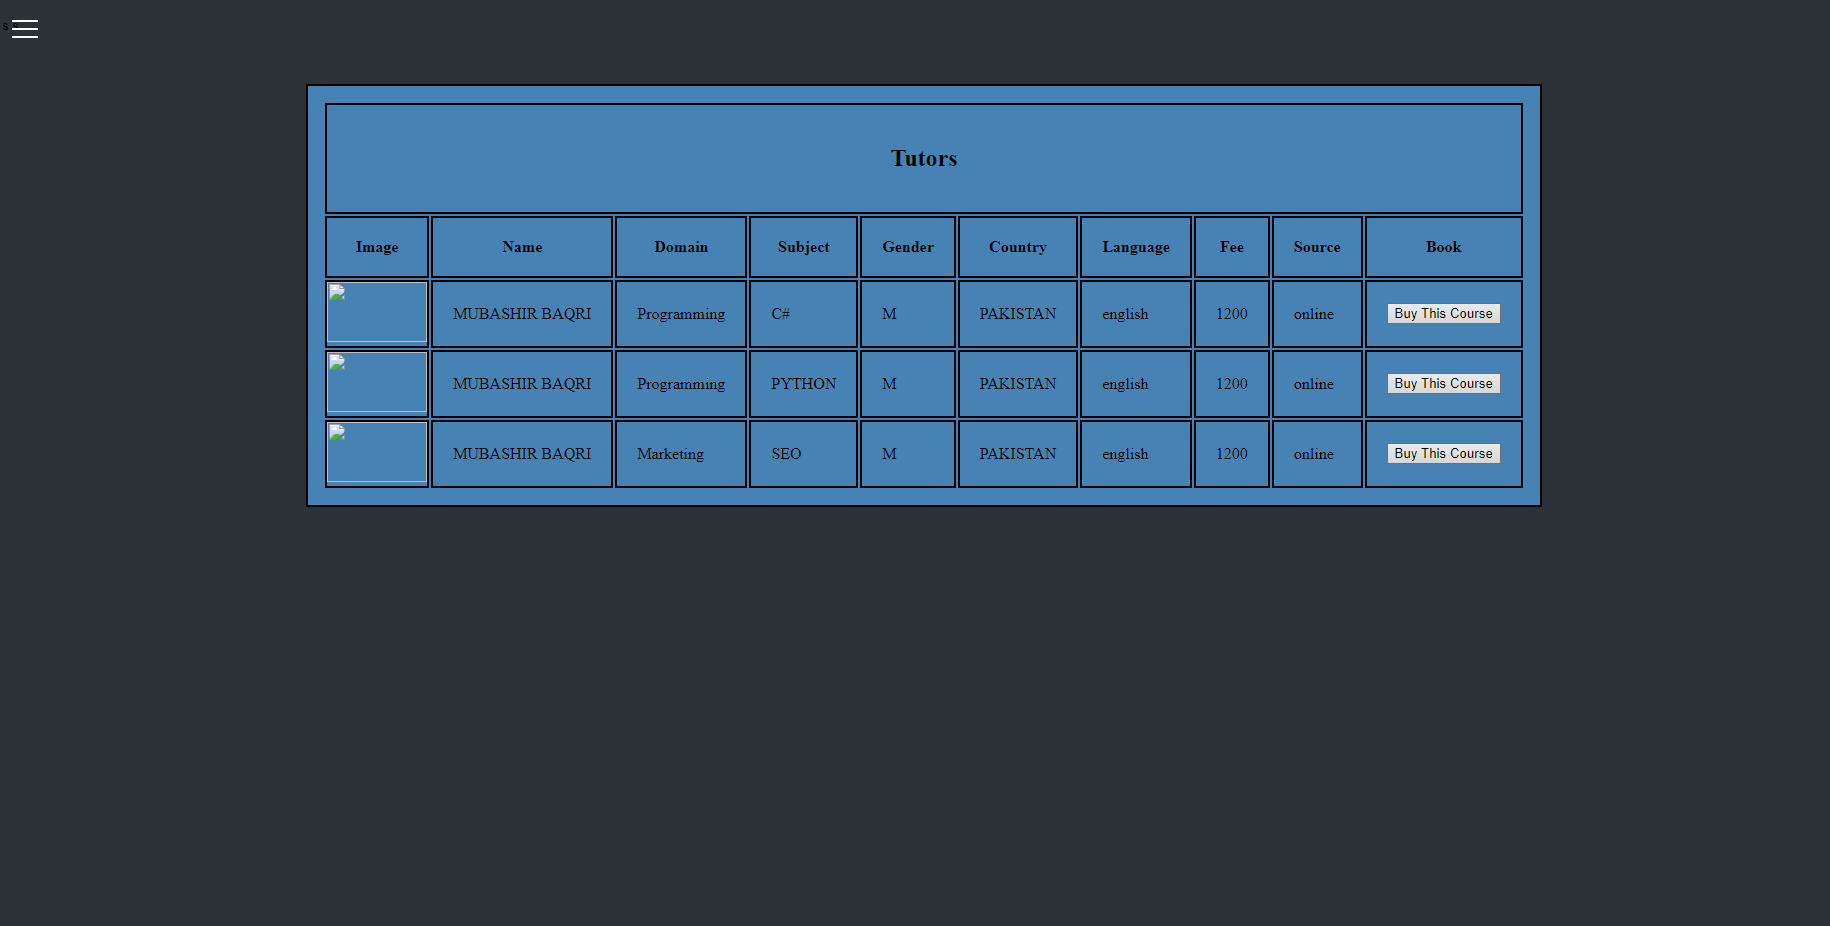 s s
Tutors
Image Name Domain Subject Gender Country Language Fee Source Book
MUBASHIR BAQRI Programming C# M PAKISTAN english 1200 online Buy This Course
MUBASHIR BAQRI Programming PYTHON M PAKISTAN english 1200 online Buy This Course
MUBASHIR BAQRI Marketing SEO M PAKISTAN english 1200 online Buy This Course